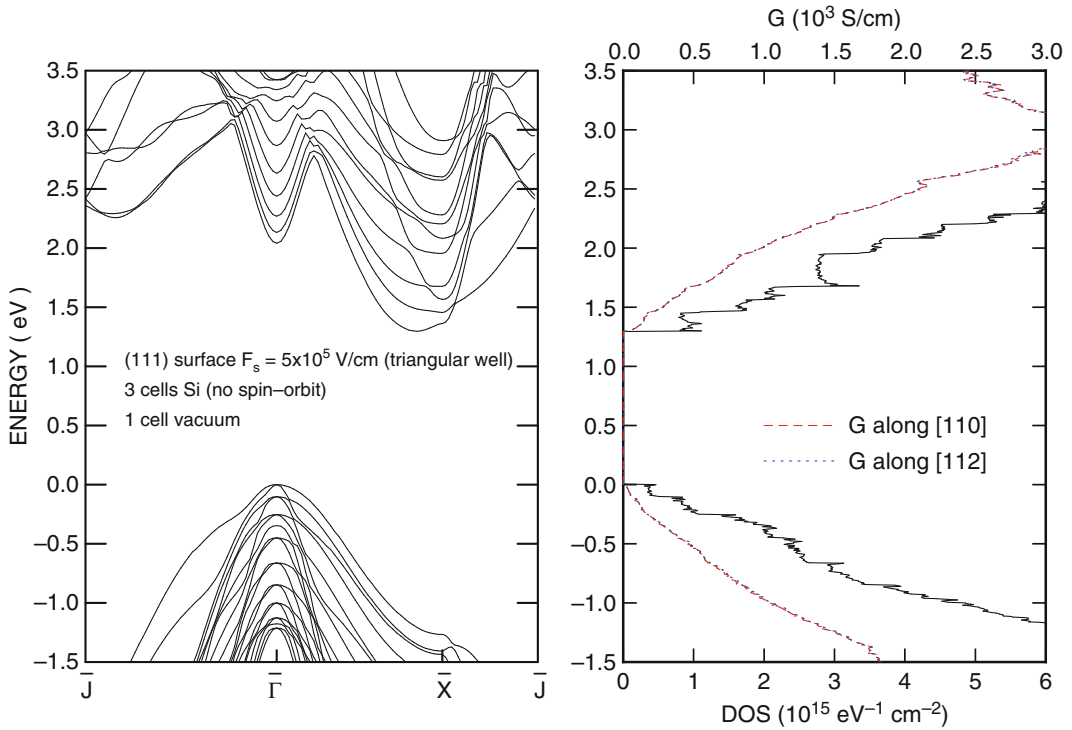 G (10³ S/cm)
0.0 0.5 1.0 1.5 2.0 2.5 3.0
3.5 3.5
3.0 3.0
2.5 2.5
2.0 2.0
1.5 1.5
1.0 1.0
0.5 0.5
0.0 0.0
−0.5 −0.5
−1.0 −1.0
−1.5 −1.5
ENERGY ( eV )
(111) surface Fₛ = 5x10⁵ V/cm (triangular well)
3 cells Si (no spin–orbit)
1 cell vacuum
G along [110]
G along [112]
J̅ Γ̅ X̅ J̅
0 1 2 3 4 5 6
DOS (10¹⁵ eV⁻¹ cm⁻²)